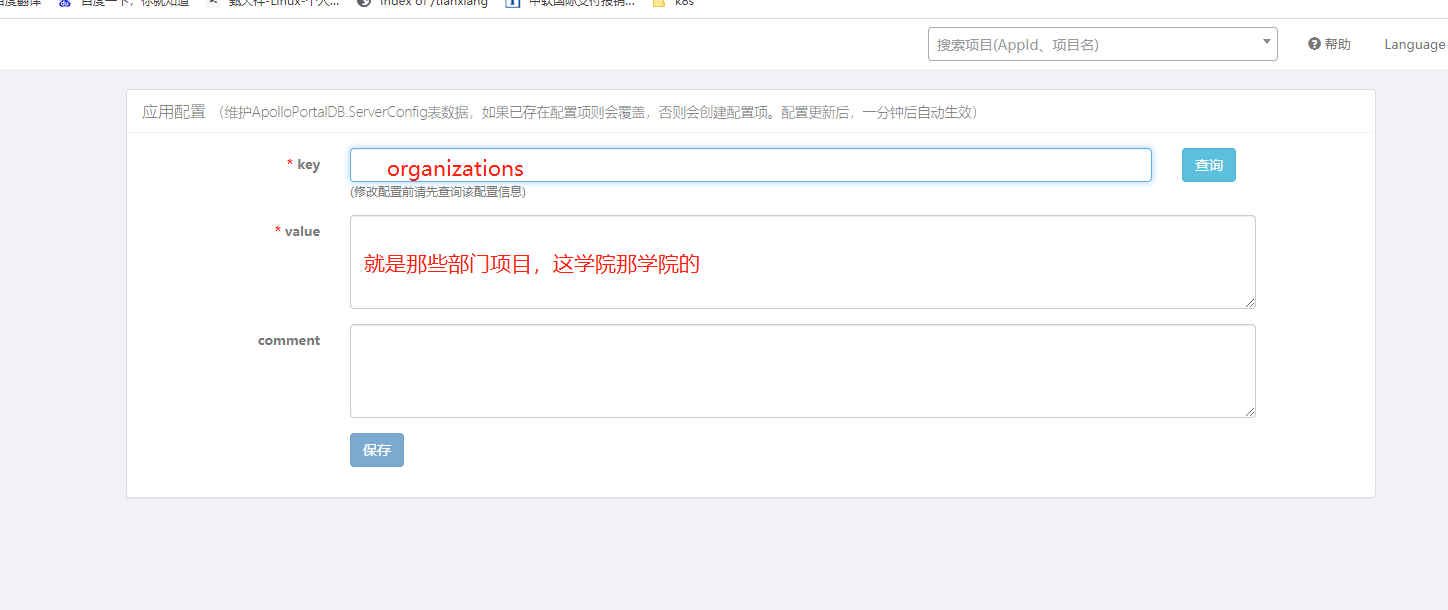 百度翻译 百度一下，你就知道 甄天祥-Linux-个人... Index of /tianxiang 中软国际支付报销... k8s
搜索项目(AppId、项目名) 帮助 Language
应用配置 （维护ApolloPortalDB.ServerConfig表数据，如果已存在配置项则会覆盖，否则会创建配置项。配置更新后，一分钟后自动生效）
* key organizations 查询
(修改配置前请先查询该配置信息)
* value
就是那些部门项目，这学院那学院的
comment
保存